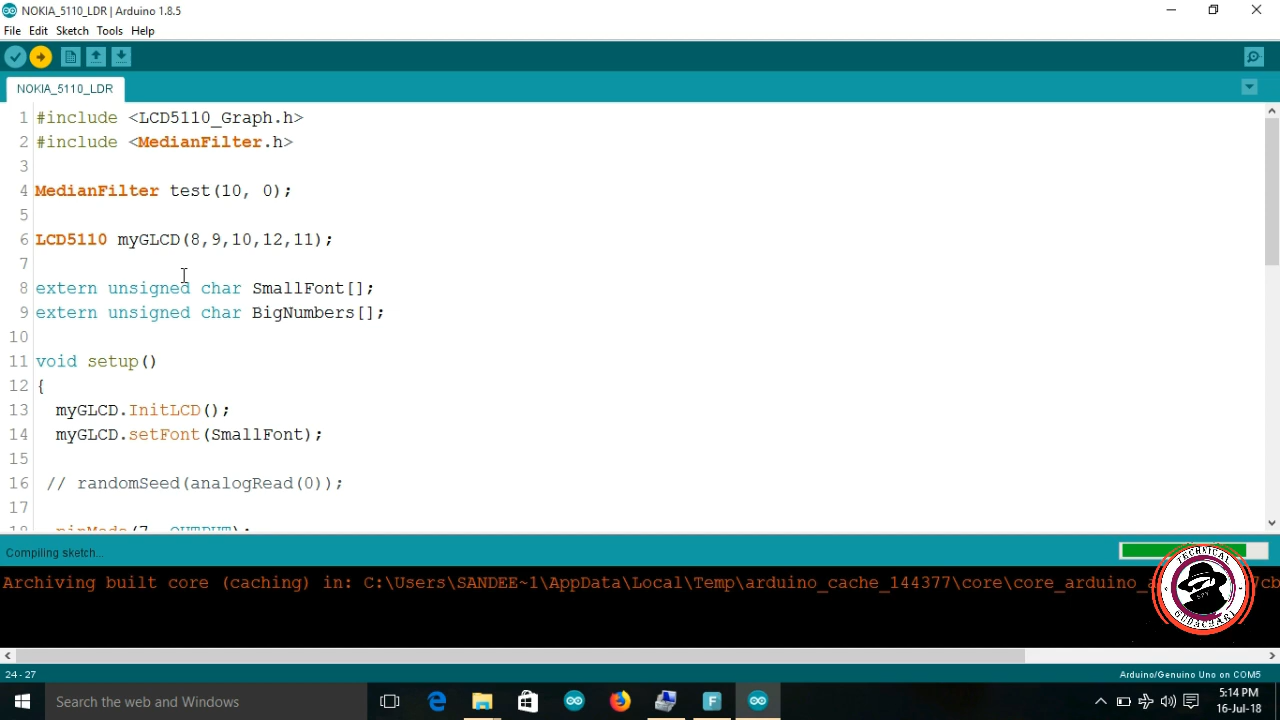 NOKIA_5110_LDR | Arduino 1.8.5
File Edit Sketch Tools Help
NOKIA_5110_LDR
1 #include <LCD5110_Graph.h>
2 #include <MedianFilter.h>
3
4 MedianFilter test(10, 0);
5
6 LCD5110 myGLCD(8,9,10,12,11);
7
8 extern unsigned char SmallFont[];
9 extern unsigned char BigNumbers[];
10
11 void setup()
12 {
13 myGLCD.InitLCD();
14 myGLCD.setFont(SmallFont);
15
16 // randomSeed(analogRead(0));
17
18 pinMode(7, OUTPUT);
Compiling sketch...
Archiving built core (caching) in: C:\Users\SANDEE~1\AppData\Local\Temp\arduino_cache_144377\core\core_arduino_a
7cb
TECHNICAL
SPY
GUDACHARI
24 - 27
Arduino/Genuino Uno on COM5
Search the web and Windows
F
5:14 PM
16-Jul-18